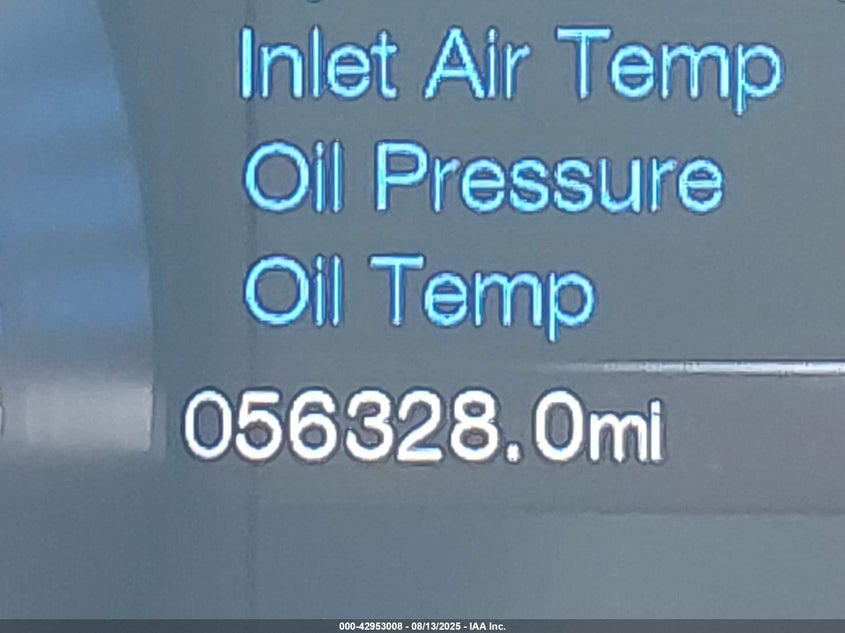 Inlet Air Temp
Oil Pressure
Oil Temp
056328.0mi
000-42953008 - 08/13/2025 - IAA Inc.